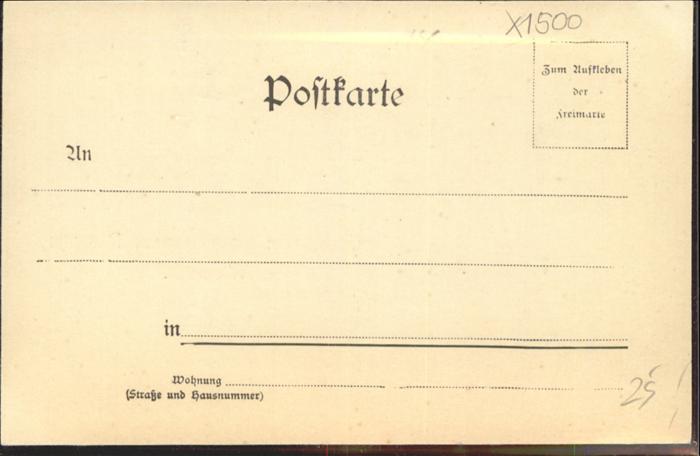 X1500
Postkarte
Zum Aufkleben
der
Freimarke
An
in
Wohnung
(Straße und Hausnummer)
25